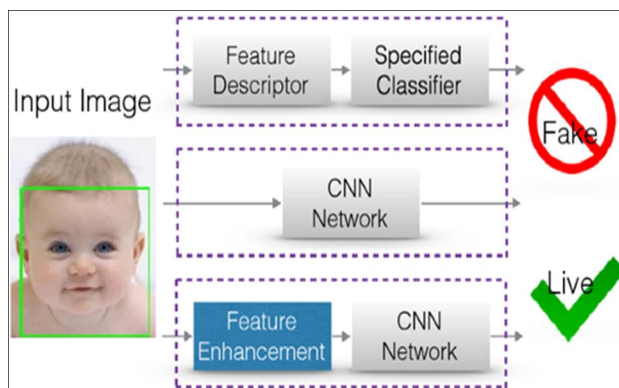 Input Image
Feature
Descriptor
Specified
Classifier
CNN
Network
Feature
Enhancement
CNN
Network
Fake
Live